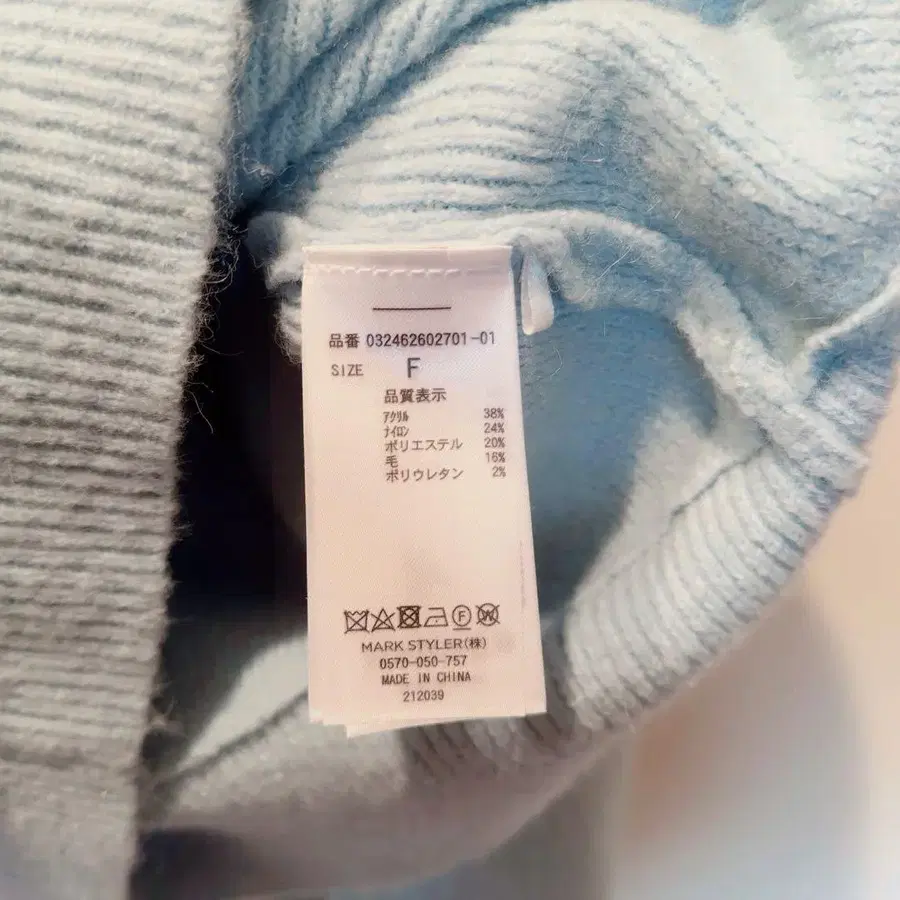 品番 032462602701-01
SIZE F
品質表示
アクリル 38%
ナイロン 24%
ポリエステル 20%
毛 16%
ポリウレタン 2%
MARK STYLER(株)
0570-050-757
MADE IN CHINA
212039